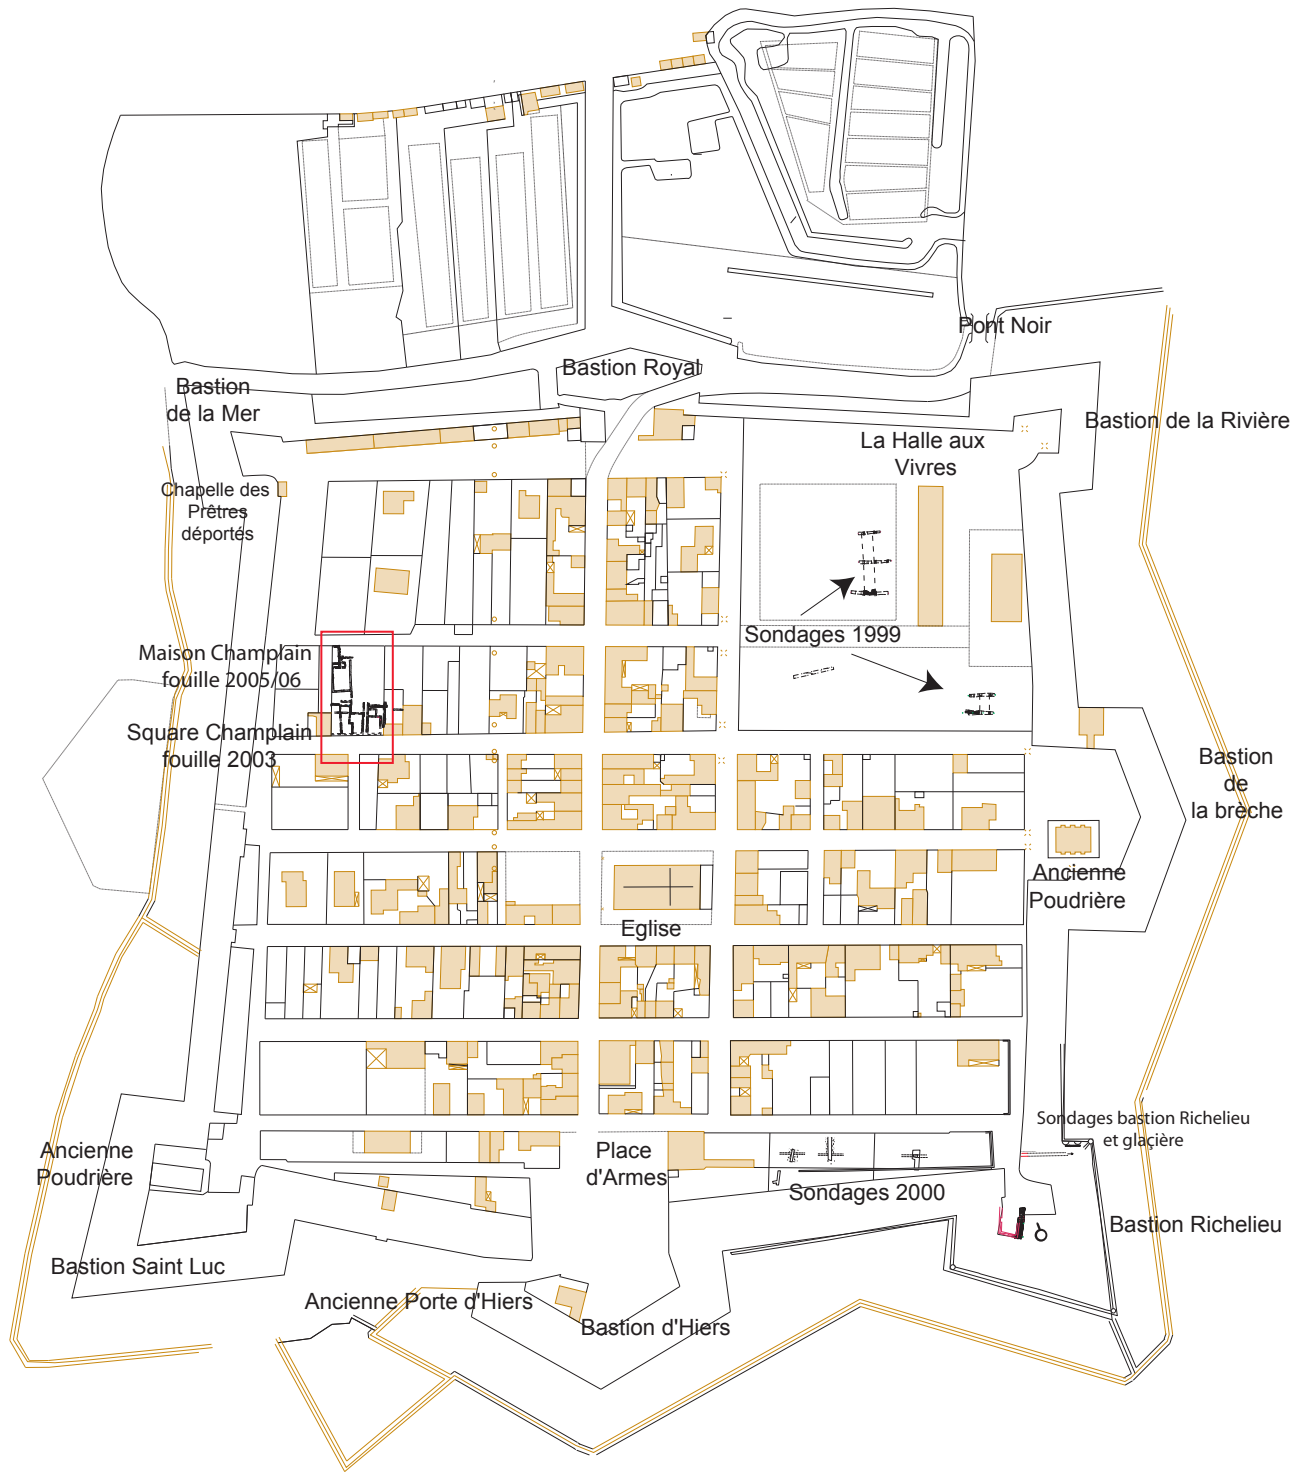 Pont Noir
Bastion Royal
Bastion
de la Mer
Bastion de la Rivière
La Halle aux
Vivres
Chapelle des
Prêtres
déportés
Sondages 1999
Maison Champlain
fouille 2005/06
Square Champlain
fouille 2003
Bastion
de
la brèche
Ancienne
Poudrière
Eglise
Sondages bastion Richelieu
et glaçière
Ancienne
Poudrière
Place
d'Armes
Sondages 2000
Bastion Richelieu
Bastion Saint Luc
Ancienne Porte d'Hiers
Bastion d'Hiers